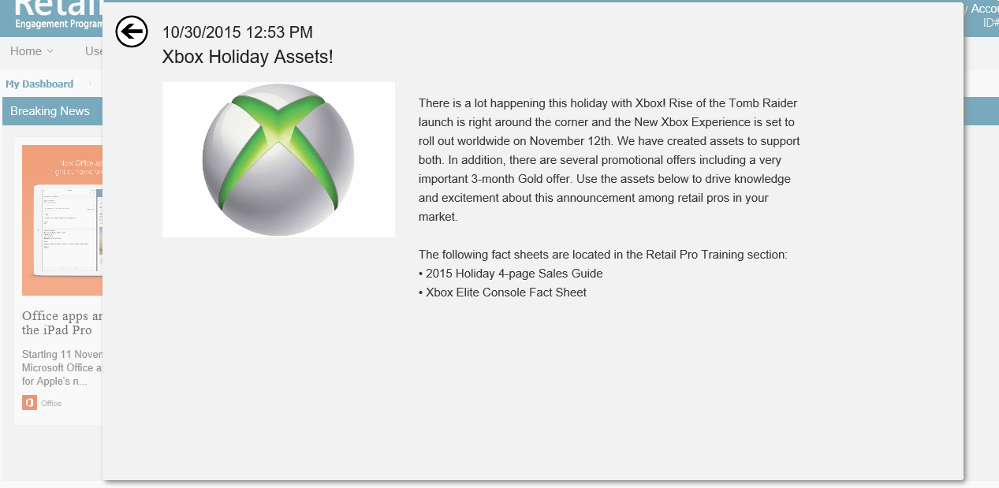 Retail
Engagement Program
Home
My Dashboard
Breaking News
Now Office
right at home on
Office apps
the iPad Pro
Starting 11
Microsoft Office
for Apple's n...
Office
10/30/2015 12:53 PM
Xbox Holiday Assets!
There is a lot happening this holiday with Xbox! Rise of the Tomb Raider
launch is right around the corner and the New Xbox Experience is set to
roll out worldwide on November 12th. We have created assets to support
both. In addition, there are several promotional offers including a very
important 3-month Gold offer. Use the assets below to drive knowledge
and excitement about this announcement among retail pros in your
market.
The following fact sheets are located in the Retail Pro Training section:
• 2015 Holiday 4-page Sales Guide
• Xbox Elite Console Fact Sheet
ID#